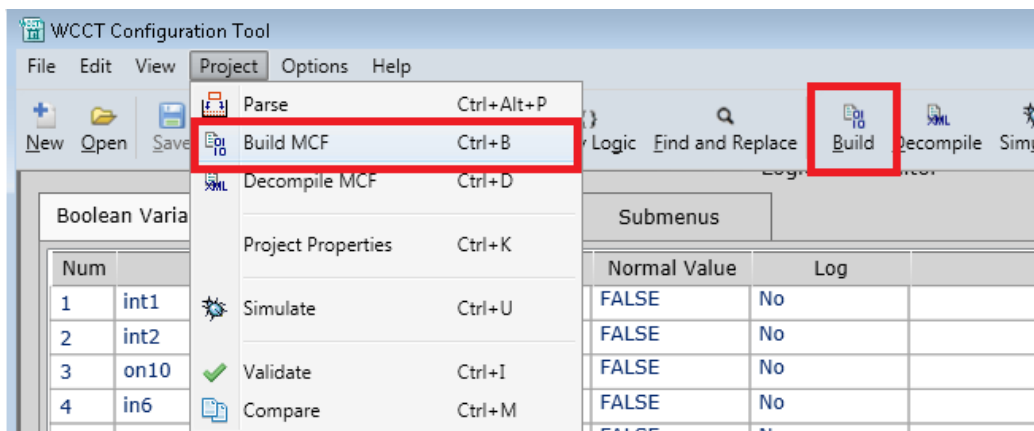 WCCT Configuration Tool
File Edit View Project Options Help
New Open Save Logic Find and Replace Build Decompile
Parse Ctrl+Alt+P
Build MCF Ctrl+B
Decompile MCF Ctrl+D
Project Properties Ctrl+K
Simulate Ctrl+U
Validate Ctrl+I
Compare Ctrl+M
Boolean Submenus
Num Normal Value Log
1 int1 FALSE No
2 int2 FALSE No
3 on10 FALSE No
4 in6 FALSE No